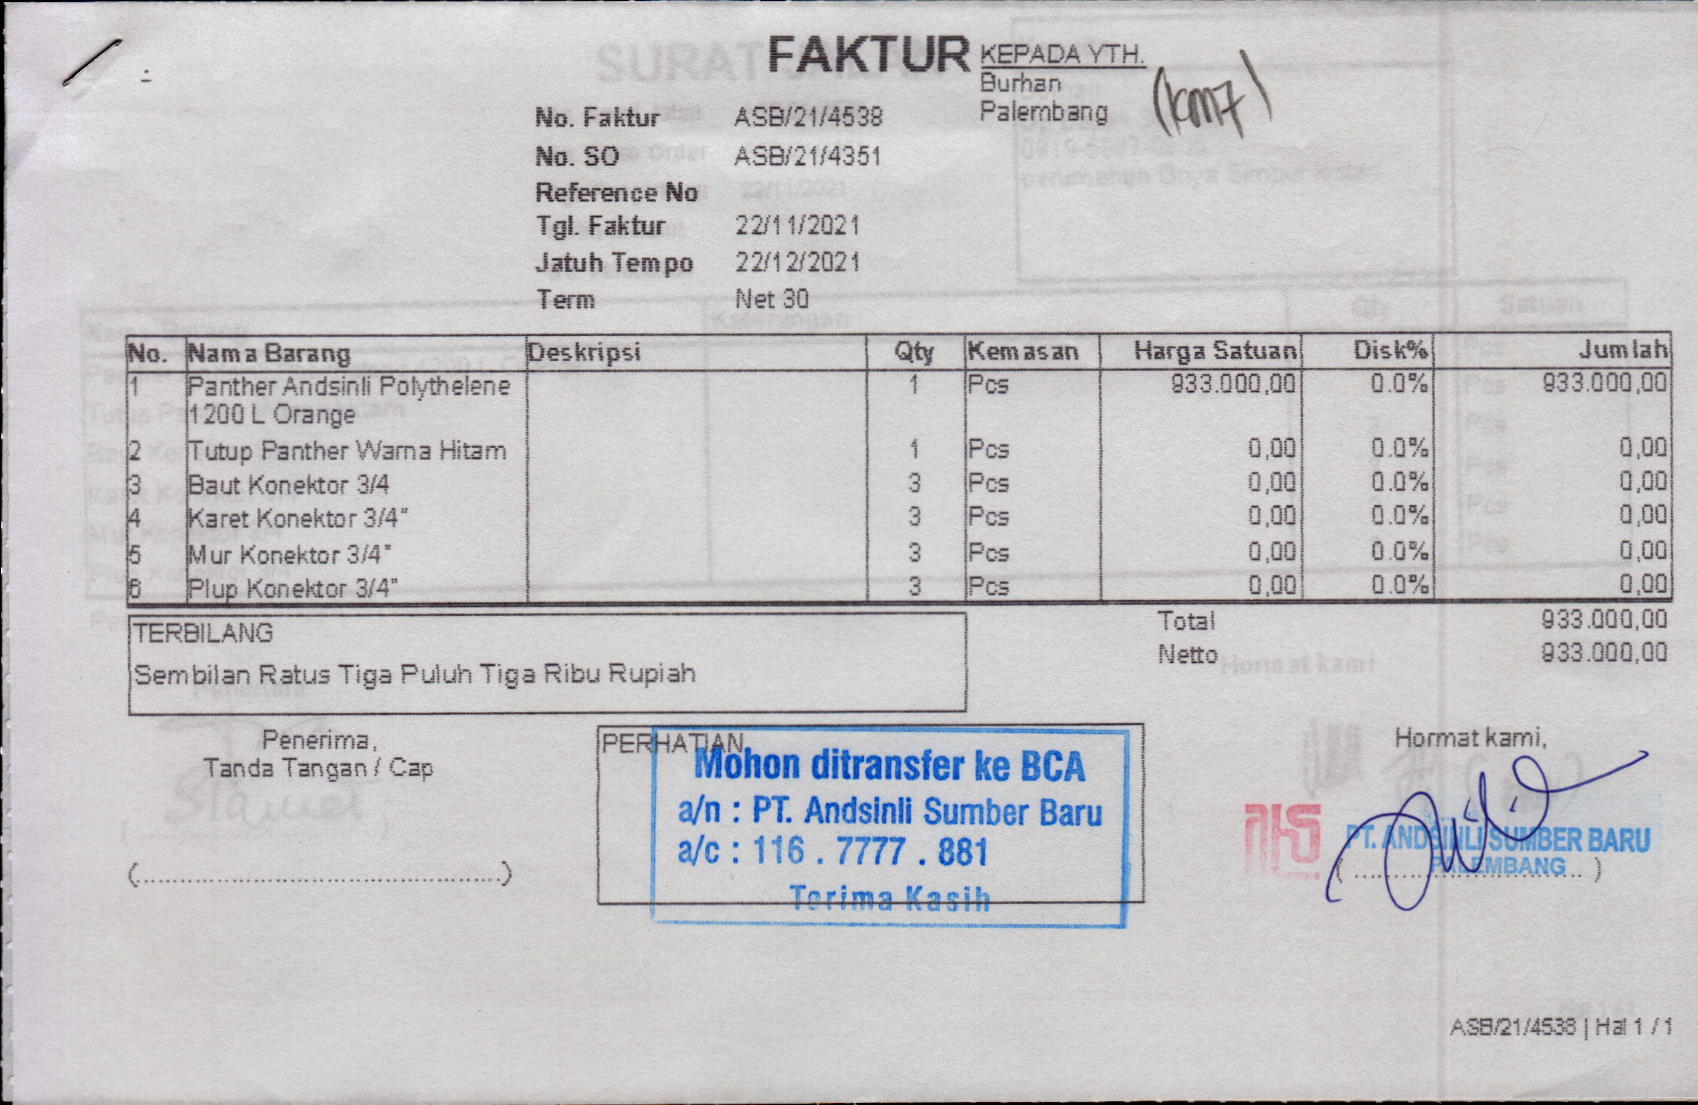 FAKTUR
KEPADA YTH.
Burhan
Palembang
(km7)
No. Faktur ASB/21/4538
No. SO ASB/21/4351
Reference No
Tgl. Faktur 22/11/2021
Jatuh Tempo 22/12/2021
Term Net 30
No. Nama Barang Deskripsi Qty Kemasan Harga Satuan Disk% Jumlah
1 Panther Andsinli Polythelene 1 Pcs 933.000,00 0.0% 933.000,00
1200 L Orange
2 Tutup Panther Warna Hitam 1 Pcs 0,00 0.0% 0,00
3 Baut Konektor 3/4 3 Pcs 0,00 0.0% 0,00
4 Karet Konektor 3/4" 3 Pcs 0,00 0.0% 0,00
5 Mur Konektor 3/4" 3 Pcs 0,00 0.0% 0,00
6 Plup Konektor 3/4" 3 Pcs 0,00 0.0% 0,00
Total 933.000,00
Netto 933.000,00
TERBILANG
Sembilan Ratus Tiga Puluh Tiga Ribu Rupiah
Penerima,
Tanda Tangan / Cap
(..................................................)
PERHATIAN
Mohon ditransfer ke BCA
a/n : PT. Andsinli Sumber Baru
a/c : 116 . 7777 . 881
Terima Kasih
Hormat kami,
PT. ANDSINLI SUMBER BARU
PALEMBANG
(................................)
ASB/21/4538 | Hal 1 / 1